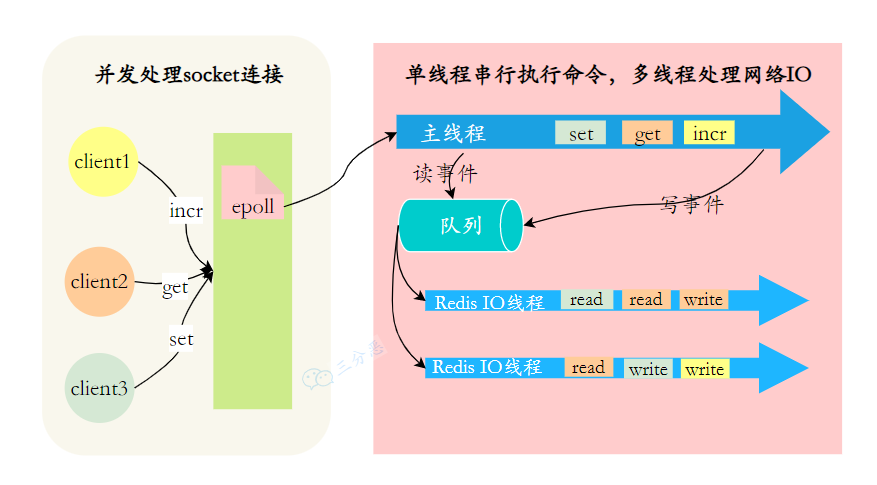 并发处理socket连接
client1
client2
client3
incr
get
set
epoll
单线程串行执行命令，多线程处理网络IO
主线程 set get incr
读事件
写事件
队列
Redis IO线程 read read write
Redis IO线程 read write write
三分恶